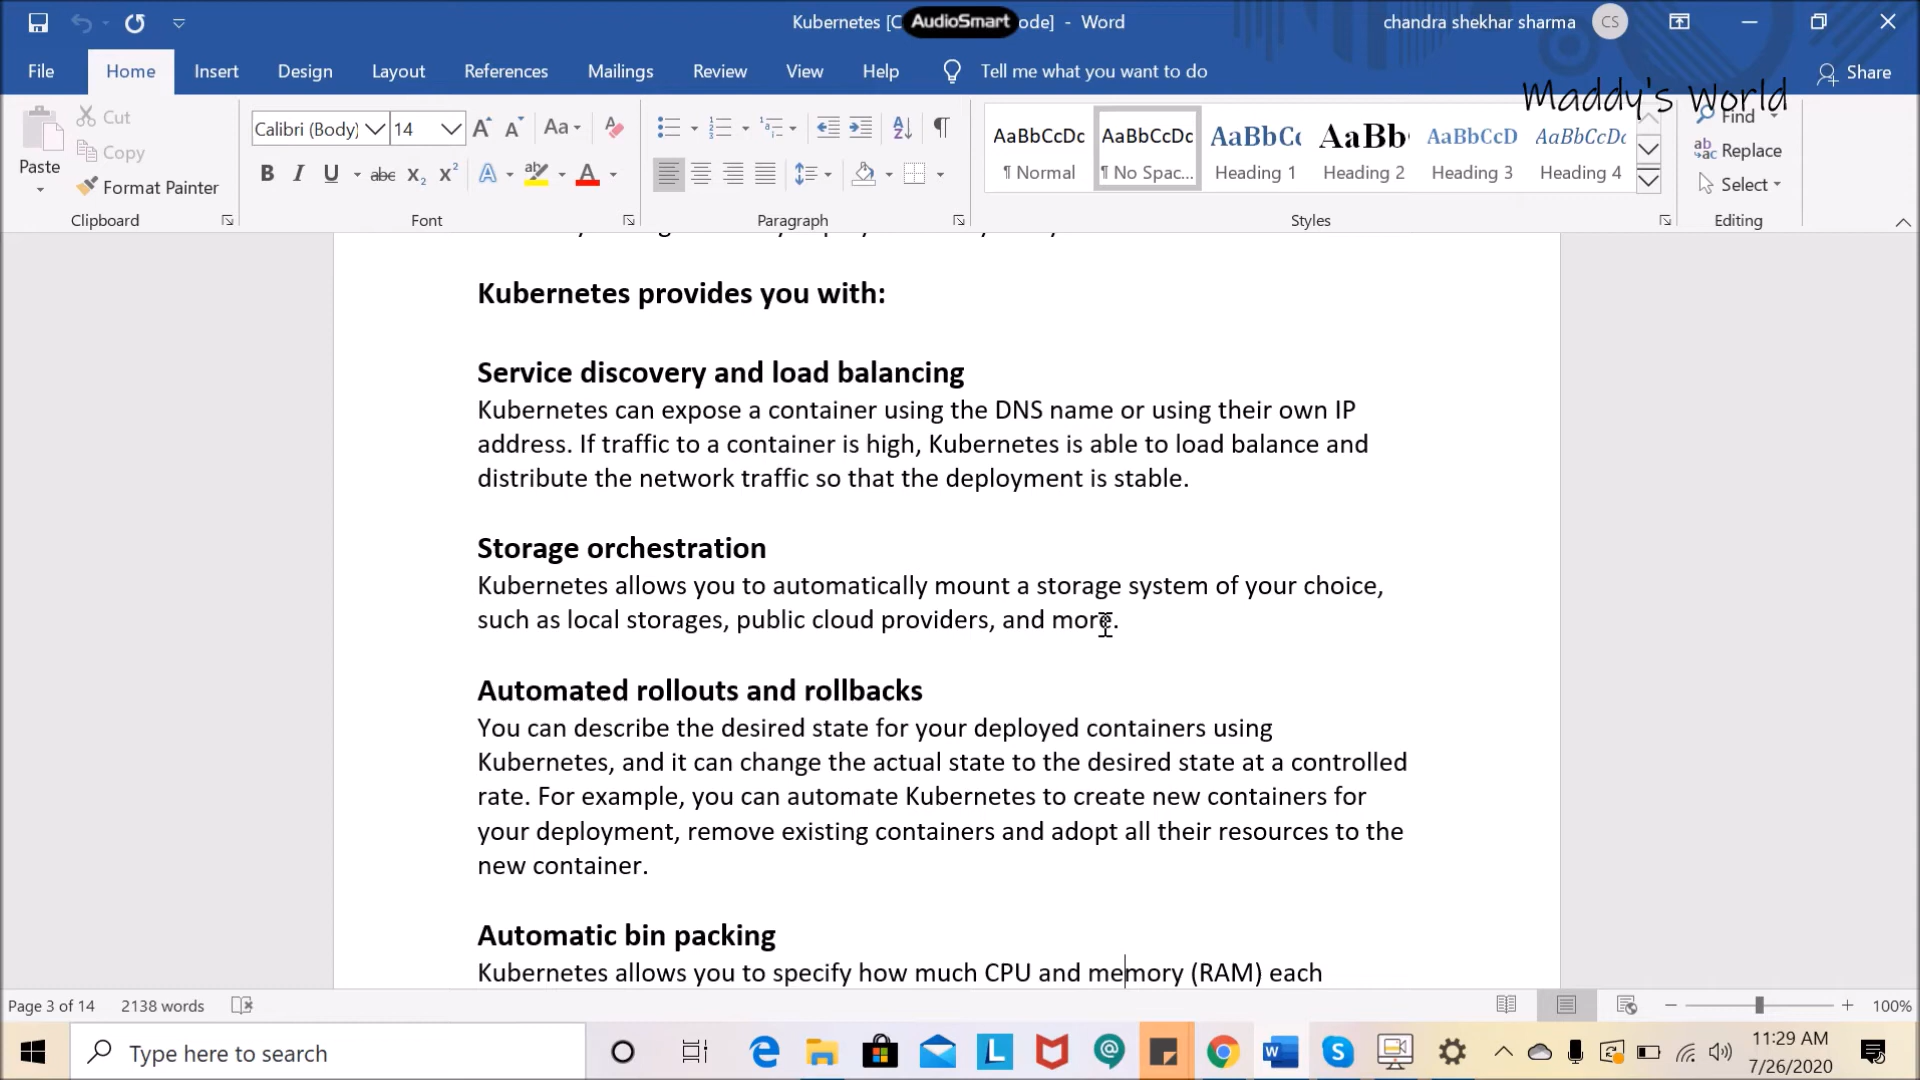 Kubernetes [C AudioSmart ode] - Word
chandra shekhar sharma CS
File Home Insert Design Layout References Mailings Review View Help Tell me what you want to do Share
Maddy's World
Paste Cut Copy Format Painter
Calibri (Body) 14
AaBbCcDc AaBbCcDc AaBbCc AaBb AaBbCcD AaBbCcDc
¶ Normal ¶ No Spac... Heading 1 Heading 2 Heading 3 Heading 4
Find
Replace
Select
Clipboard Font Paragraph Styles Editing
Kubernetes provides you with:
Service discovery and load balancing
Kubernetes can expose a container using the DNS name or using their own IP
address. If traffic to a container is high, Kubernetes is able to load balance and
distribute the network traffic so that the deployment is stable.
Storage orchestration
Kubernetes allows you to automatically mount a storage system of your choice,
such as local storages, public cloud providers, and more.
Automated rollouts and rollbacks
You can describe the desired state for your deployed containers using
Kubernetes, and it can change the actual state to the desired state at a controlled
rate. For example, you can automate Kubernetes to create new containers for
your deployment, remove existing containers and adopt all their resources to the
new container.
Automatic bin packing
Kubernetes allows you to specify how much CPU and memory (RAM) each
Page 3 of 14 2138 words 100%
Type here to search
11:29 AM
7/26/2020